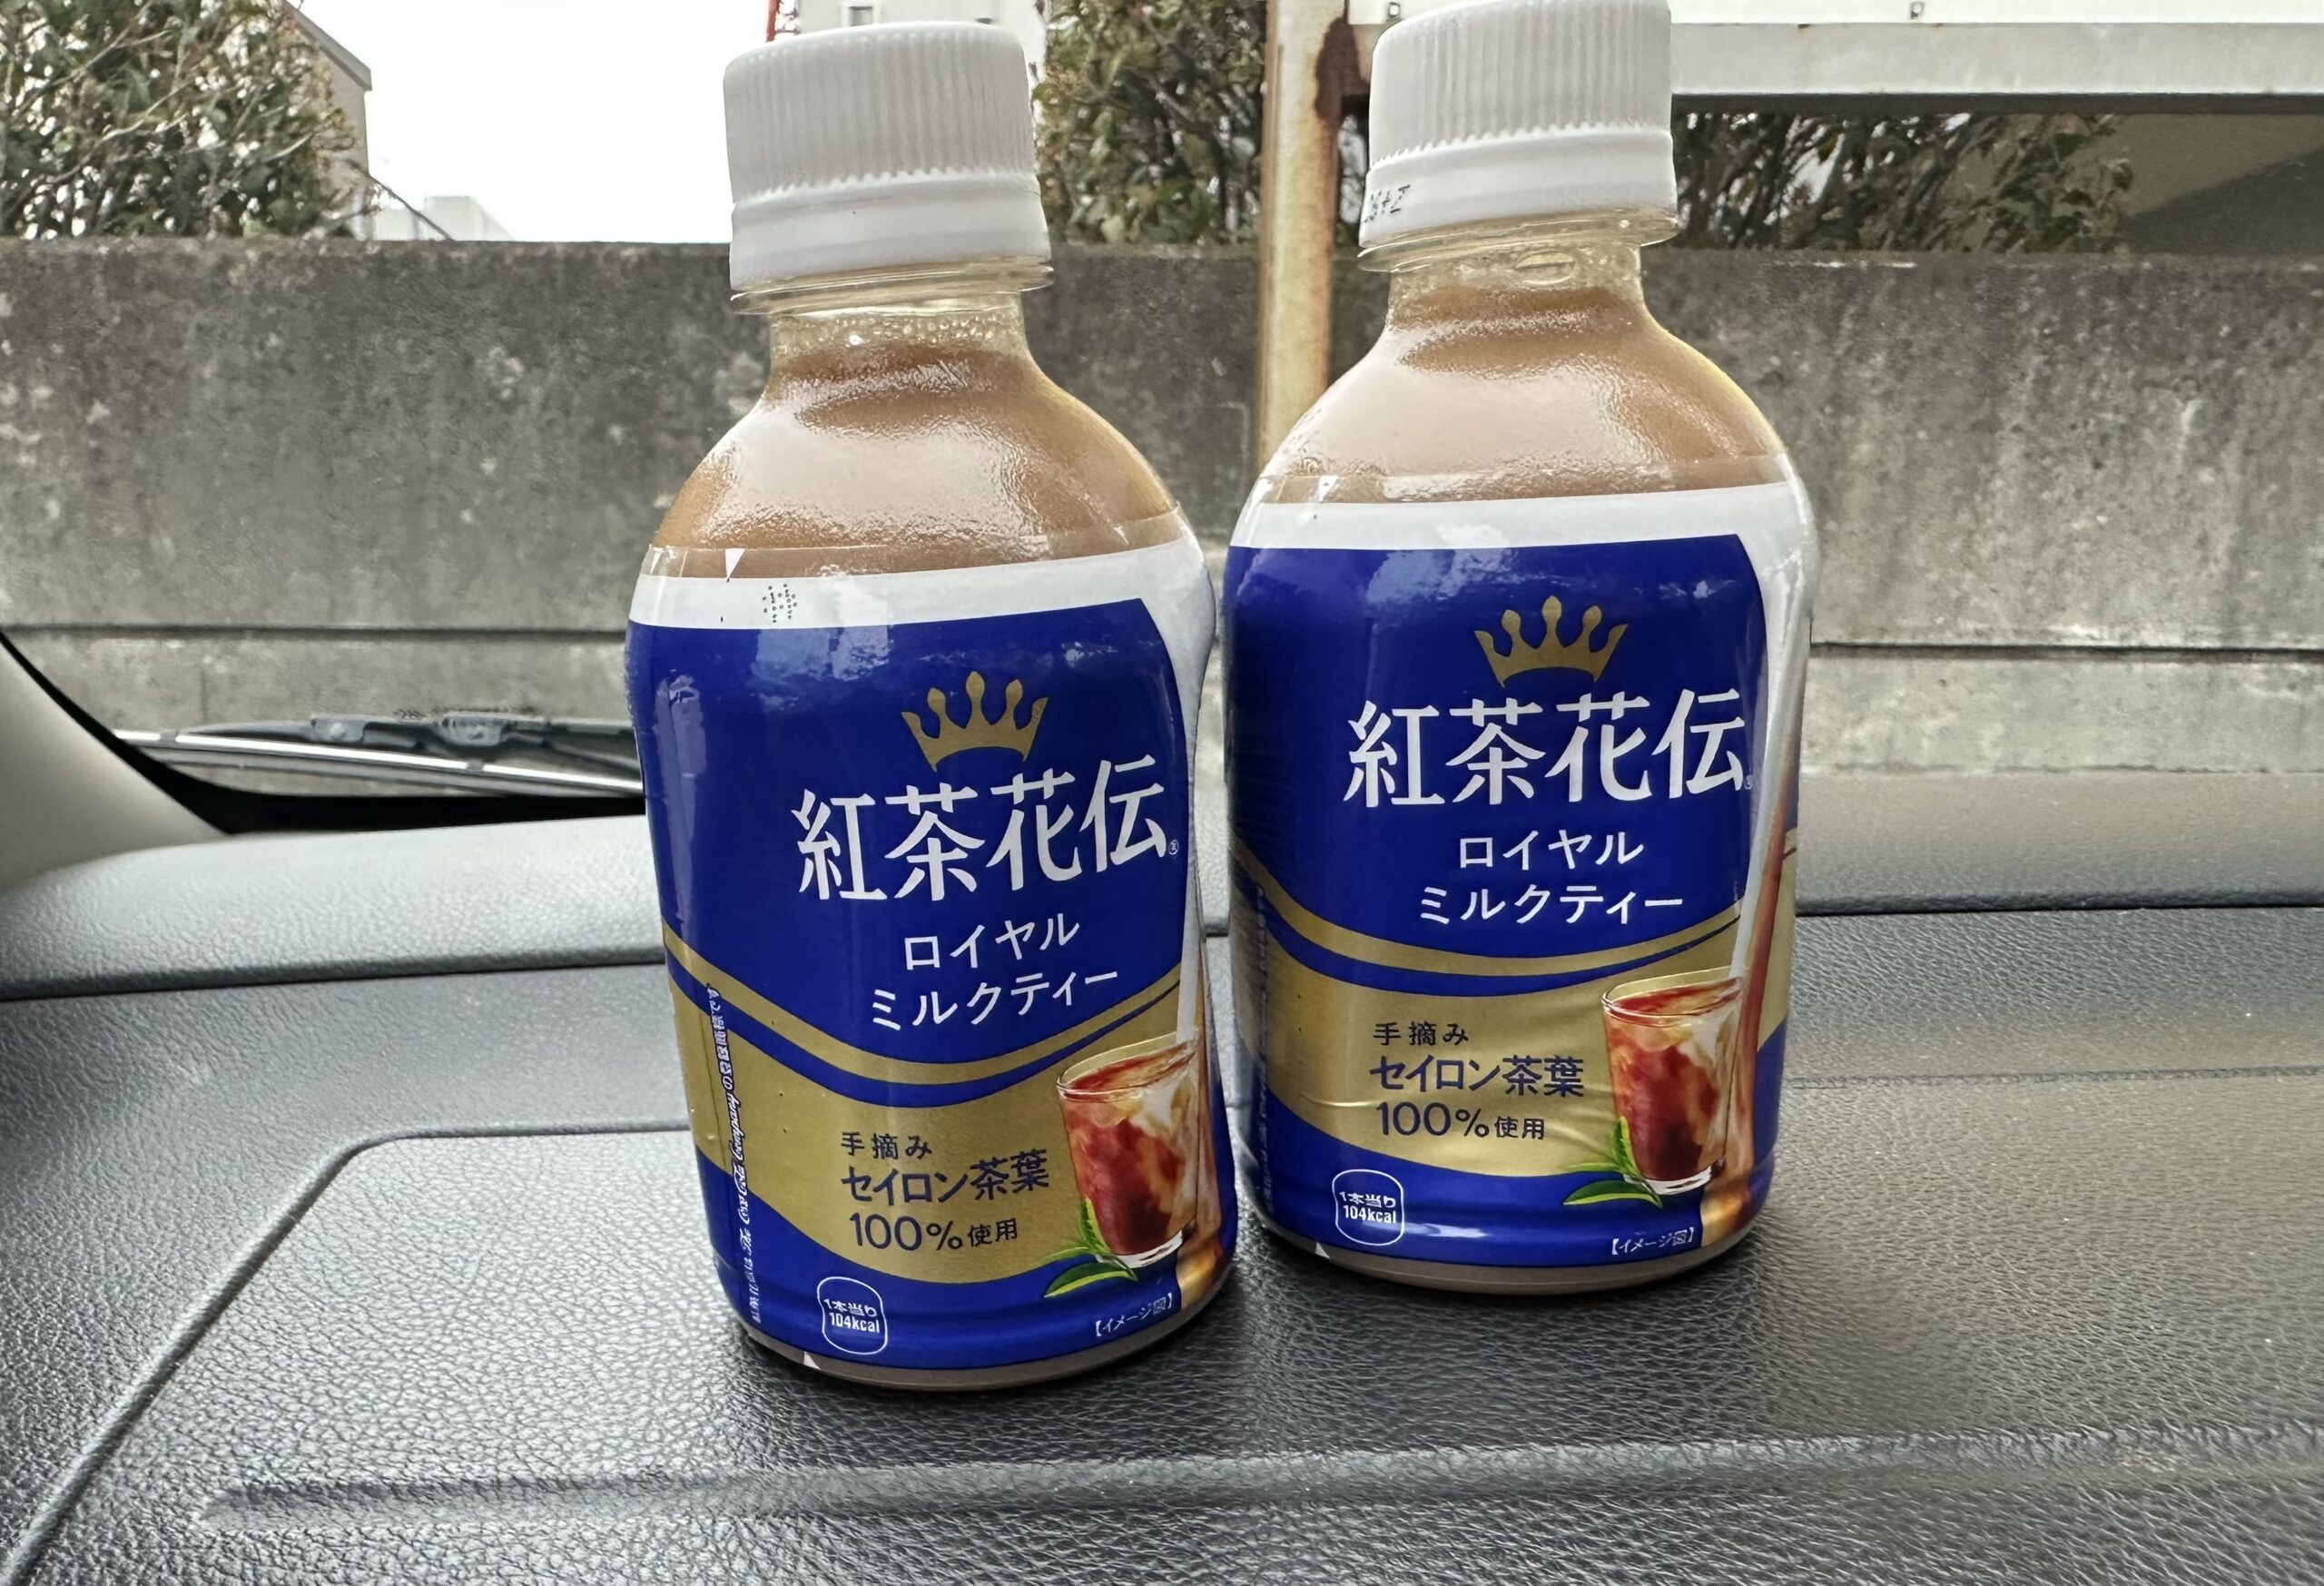 紅茶花伝
ロイヤル
ミルクティー
手摘み
セイロン茶葉
100%使用
1本当り
104kcal
【イメージ図】
紅茶花伝
ロイヤル
ミルクティー
手摘み
セイロン茶葉
100%使用
1本当り
104kcal
【イメージ図】